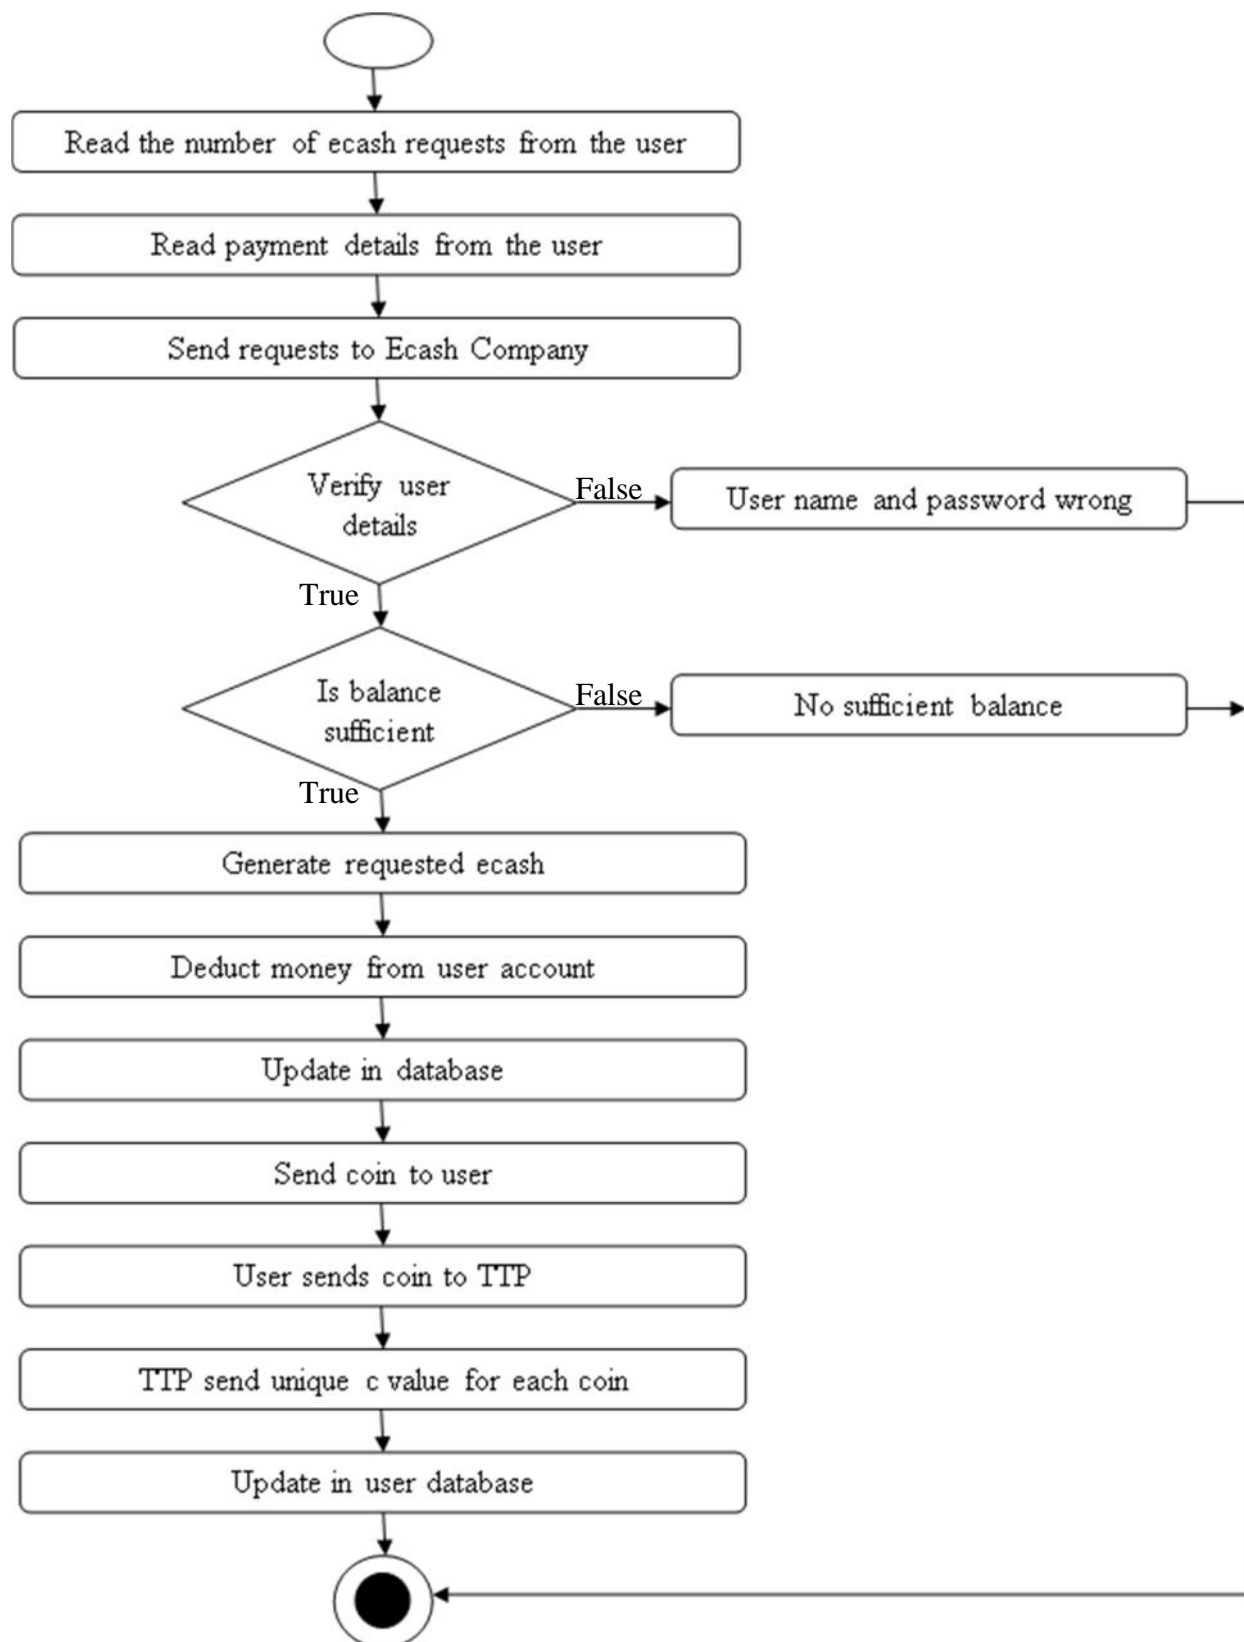 Read the number of ecash requests from the user
Read payment details from the user
Send requests to Ecash Company
Verify user
details
False
User name and password wrong
True
Is balance
sufficient
False
No sufficient balance
True
Generate requested ecash
Deduct money from user account
Update in database
Send coin to user
User sends coin to TTP
TTP send unique c value for each coin
Update in user database